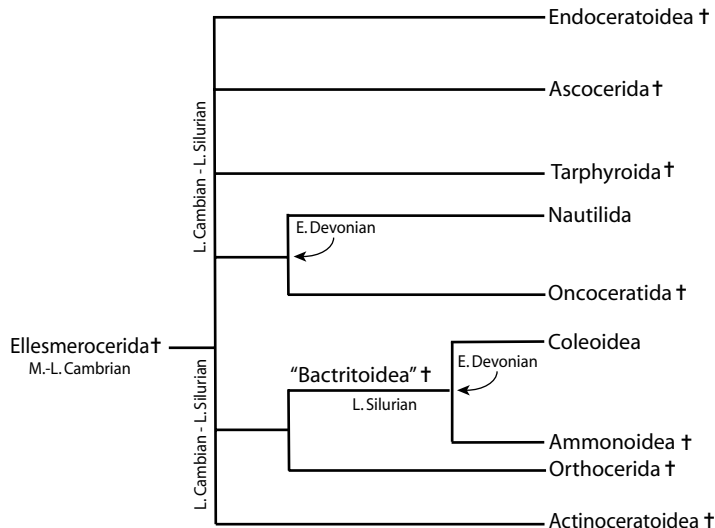 Endoceratoidea †
Ascocerida †
L. Cambian - L. Silurian
Tarphyroida †
Nautilida
E. Devonian
Oncoceratida †
Ellesmerocerida †
M.-L. Cambrian
Coleoidea
"Bactritoidea" †
E. Devonian
L. Silurian
L. Cambian - L. Silurian
Ammonoidea †
Orthocerida †
Actinoceratoidea †